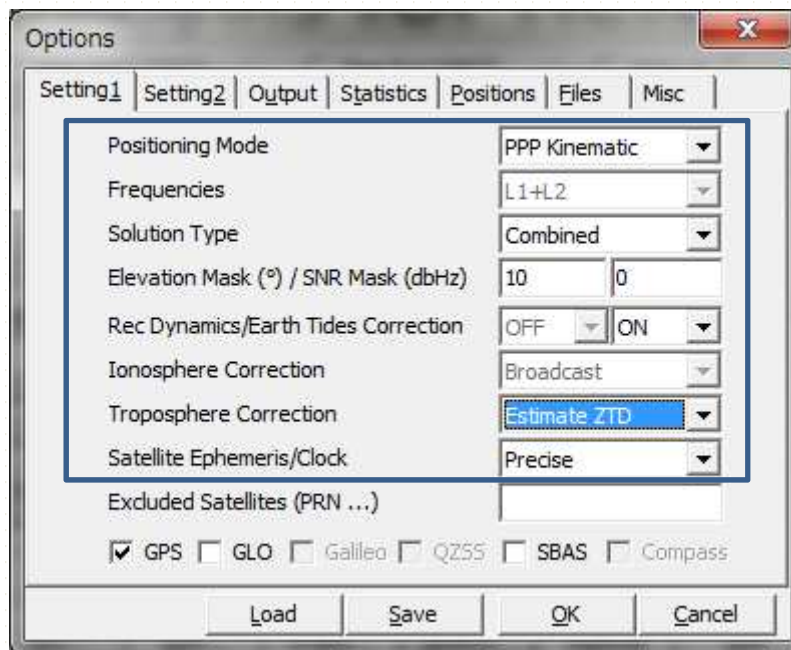 Options
Setting1 Setting2 Output Statistics Positions Files Misc
Positioning Mode PPP Kinematic
Frequencies L1+L2
Solution Type Combined
Elevation Mask (°) / SNR Mask (dbHz) 10 0
Rec Dynamics/Earth Tides Correction OFF ON
Ionosphere Correction Broadcast
Troposphere Correction Estimate ZTD
Satellite Ephemeris/Clock Precise
Excluded Satellites (PRN ...)
GPS GLO Galileo QZSS SBAS Compass
Load Save OK Cancel